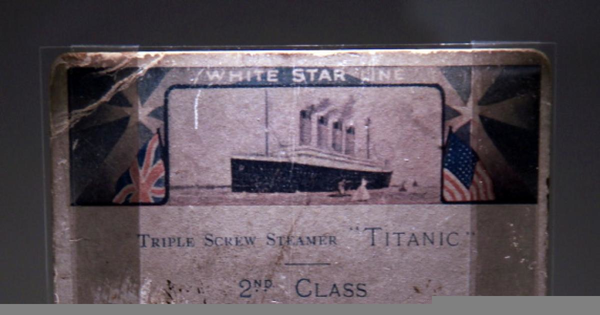 WHITE STAR LINE
TRIPLE SCREW STEAMER "TITANIC"
2ND CLASS